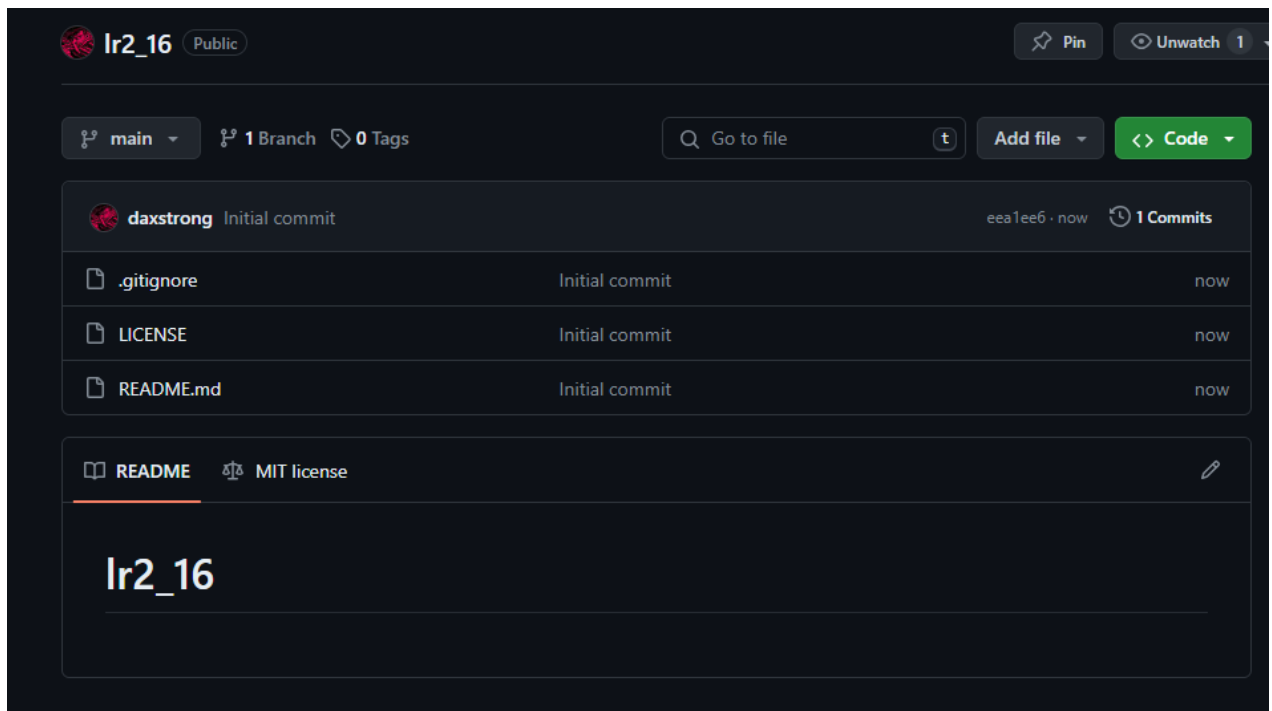 lr2_16 Public Pin Unwatch 1
main 1 Branch 0 Tags Go to file t Add file Code
daxstrong Initial commit eea1ee6 · now 1 Commits
.gitignore Initial commit now
LICENSE Initial commit now
README.md Initial commit now
README MIT license
lr2_16